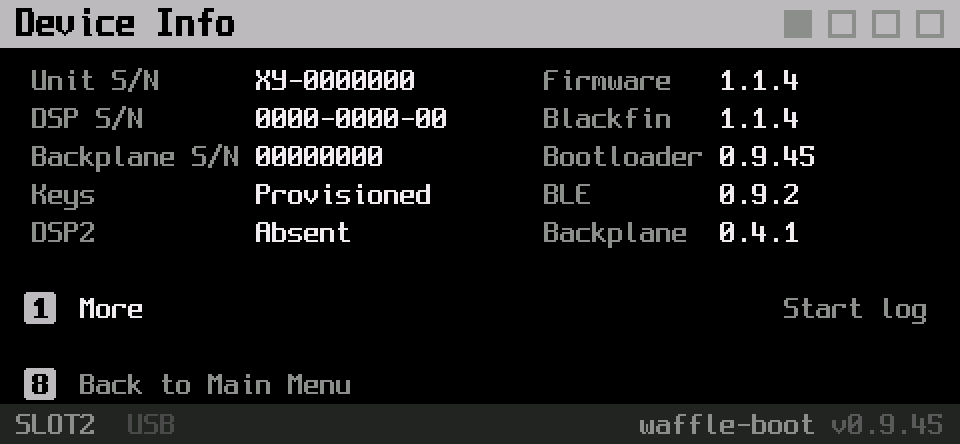 Device Info
Unit S/N XY-0000000 Firmware 1.1.4
DSP S/N 0000-0000-00 Blackfin 1.1.4
Backplane S/N 00000000 Bootloader 0.9.45
Keys Provisioned BLE 0.9.2
DSP2 Absent Backplane 0.4.1
1 More Start log
8 Back to Main Menu
SLOT2 USB waffle-boot v0.9.45